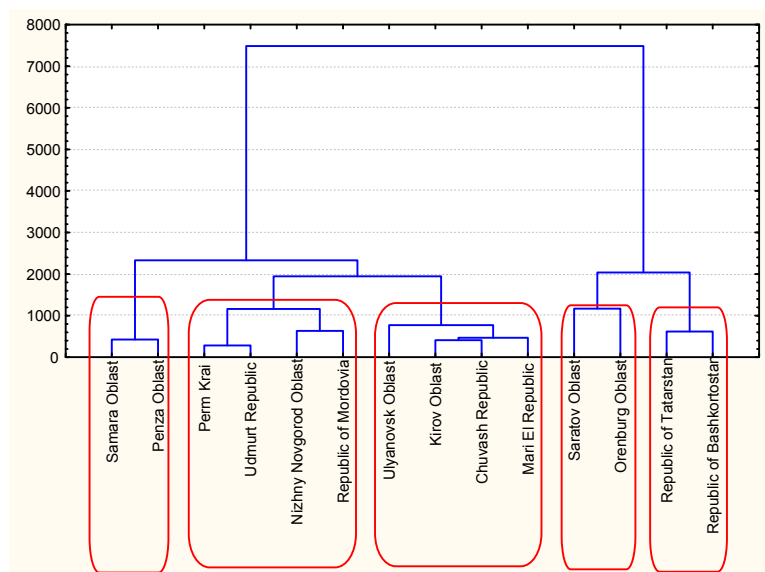 8000
7000
6000
5000
4000
3000
2000
1000
0
Samara Oblast
Penza Oblast
Perm Krai
Udmurt Republic
Nizhny Novgorod Oblast
Republic of Mordovia
Ulyanovsk Oblast
Kirov Oblast
Chuvash Republic
Mari El Republic
Saratov Oblast
Orenburg Oblast
Republic of Tatarstan
Republic of Bashkortostan